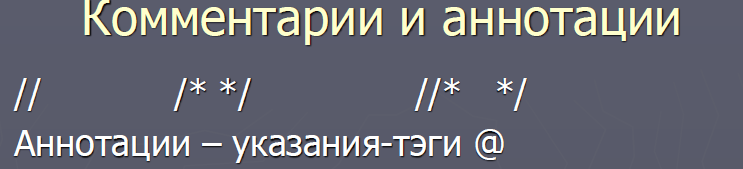 Комментарии и аннотации
// /* */ //* */
Аннотации – указания-тэги @